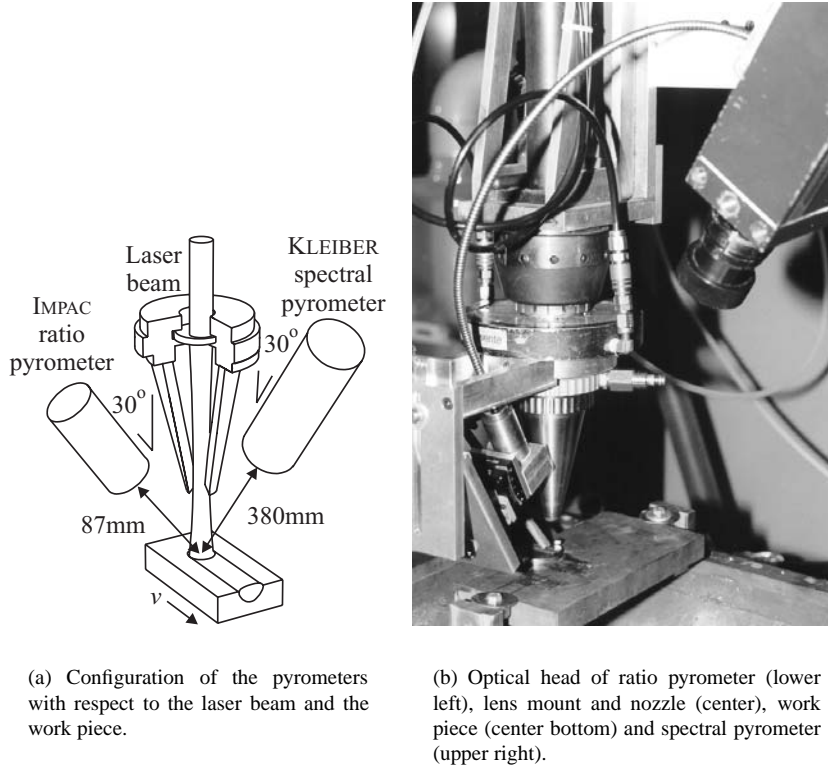 Laser
beam
KLEIBER
spectral
pyrometer
IMPAC
ratio
pyrometer
30°
30°
87mm
380mm
v
(a) Configuration of the pyrometers
with respect to the laser beam and the
work piece.
(b) Optical head of ratio pyrometer (lower
left), lens mount and nozzle (center), work
piece (center bottom) and spectral pyrometer
(upper right).